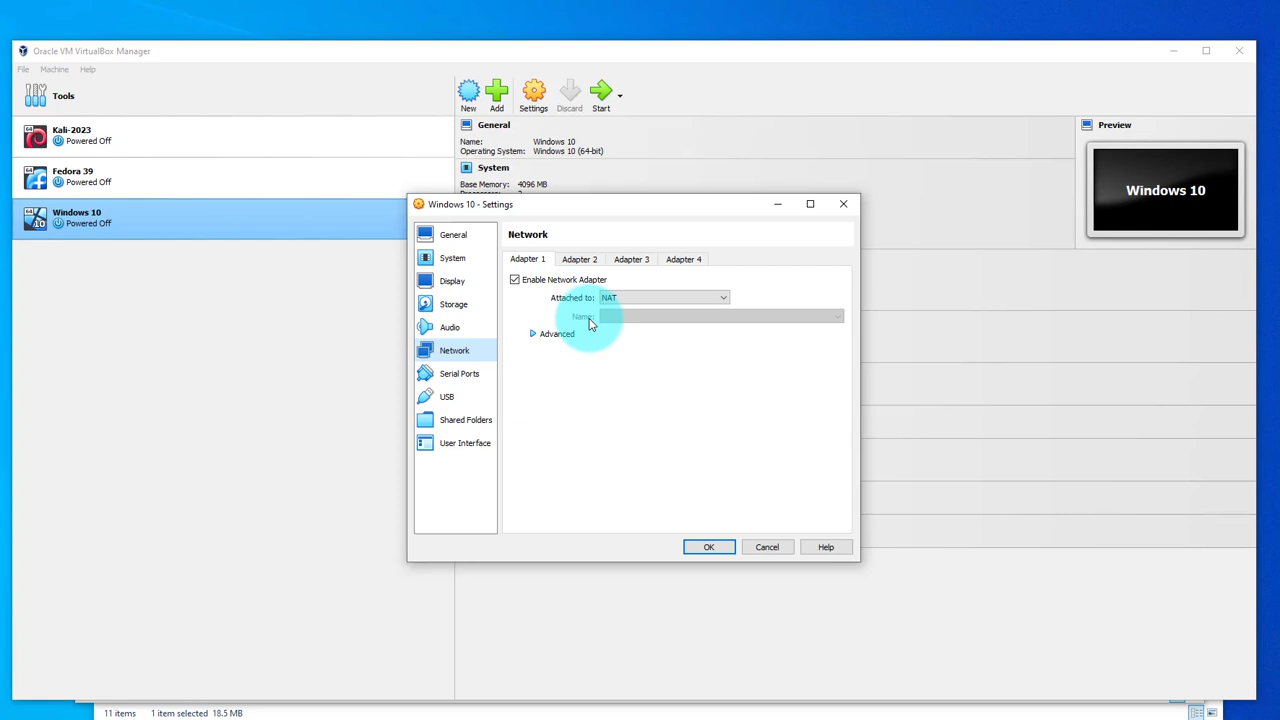 Oracle VM VirtualBox Manager
File Machine Help
Tools
New Add Settings Discard Start
Kali-2023
Powered Off
Fedora 39
Powered Off
Windows 10
Powered Off
General
Name: Windows 10
Operating System: Windows 10 (64-bit)
System
Base Memory: 4096 MB
Preview
Windows 10
Windows 10 - Settings
General
System
Display
Storage
Audio
Network
Serial Ports
USB
Shared Folders
User Interface
Network
Adapter 1 Adapter 2 Adapter 3 Adapter 4
Enable Network Adapter
Attached to: NAT
Name:
Advanced
OK Cancel Help
11 items 1 item selected 18.5 MB